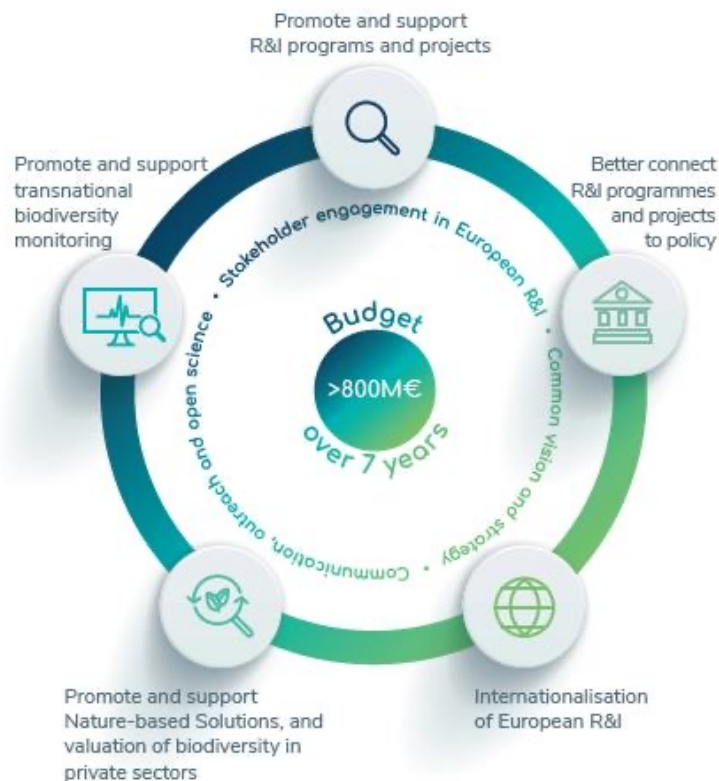 Promote and support
R&I programs and projects
Better connect
R&I programmes
and projects
to policy
Internationalisation
of European R&I
Promote and support
Nature-based Solutions, and
valuation of biodiversity in
private sectors
Promote and support
transnational
biodiversity
monitoring
• Stakeholder engagement in European R&I • Common vision and strategy • Communication, outreach and open science
Budget
>800M€
over 7 years